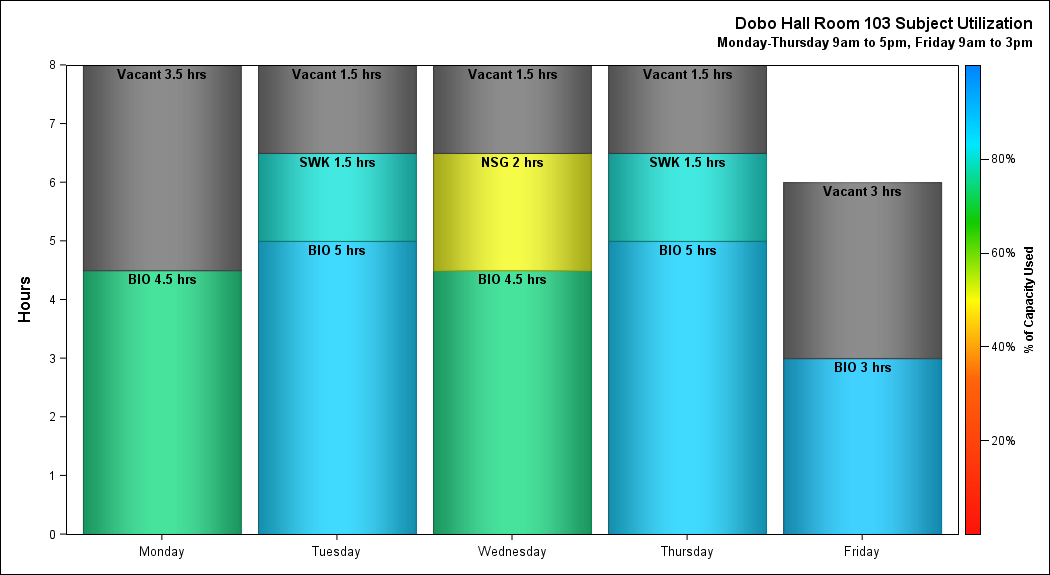 Dobo Hall Room 103 Subject Utilization
Monday-Thursday 9am to 5pm, Friday 9am to 3pm
Hours
8
7
6
5
4
3
2
1
0
Vacant 3.5 hrs
BIO 4.5 hrs
Vacant 1.5 hrs
SWK 1.5 hrs
BIO 5 hrs
Vacant 1.5 hrs
NSG 2 hrs
BIO 4.5 hrs
Vacant 1.5 hrs
SWK 1.5 hrs
BIO 5 hrs
Vacant 3 hrs
BIO 3 hrs
Monday
Tuesday
Wednesday
Thursday
Friday
80%
60%
40%
20%
% of Capacity Used